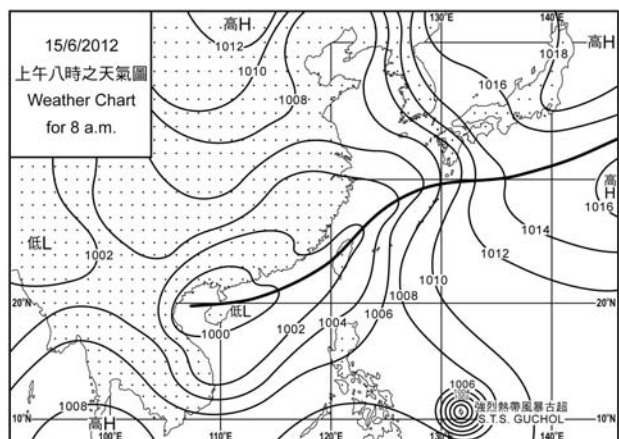 15/6/2012
上午八時之天氣圖
Weather Chart
for 8 a.m.
高H
1012
1010
1008
130°E
140°E
高H
1018
1016
高H
1016
1014
1012
1010
1008
1006
1004
1002
低L
1002
20°N
低L
1000
20°N
1008
高H
10°N
100°E
110°E
120°E
1006
強烈熱帶風暴古超
S.T.S. GUCHOL
130°E
140°E
10°N